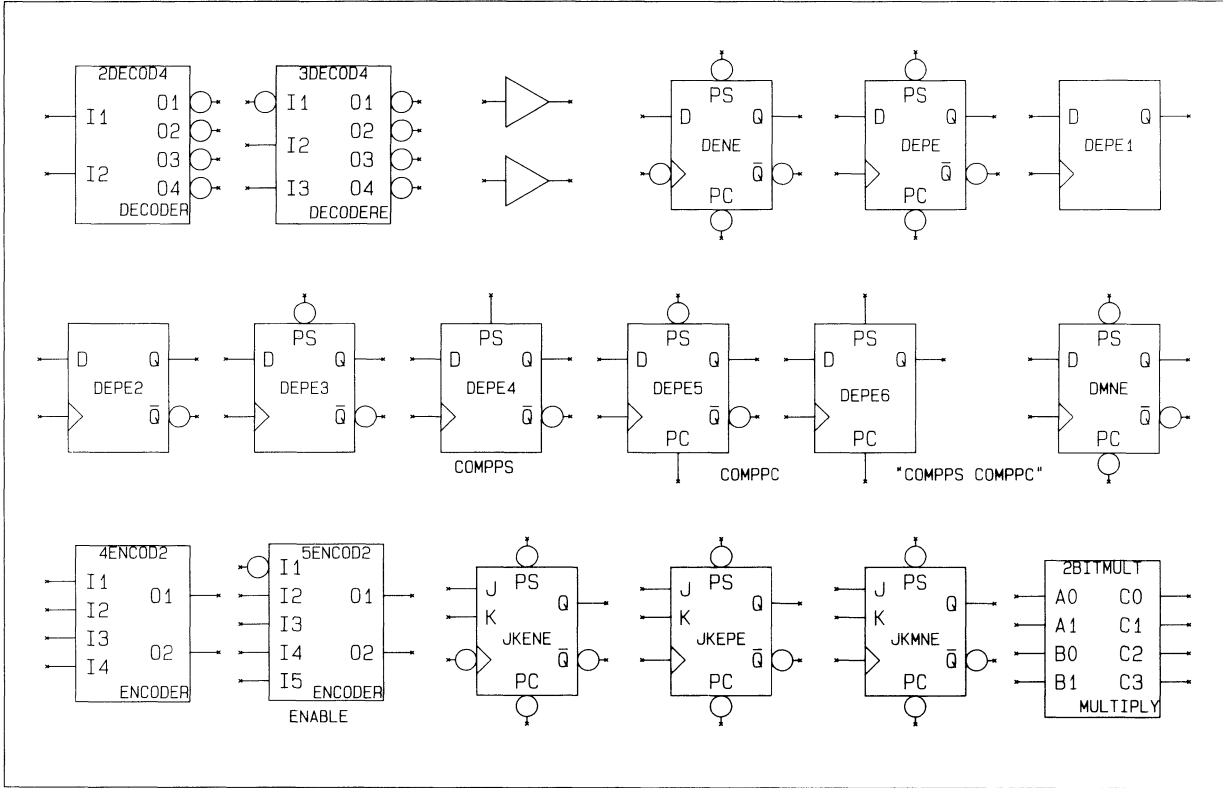 2DECOD4
I1 O1
O2
I2 O3
O4
DECODER
3DECOD4
I1 O1
I2 O2
O3
I3 O4
DECODERE
PS
D Q
DENE
Q̅
PC
PS
D Q
DEPE
Q̅
PC
D Q
DEPE1
D Q
DEPE2
Q̅
PS
D Q
DEPE3
Q̅
PS
D Q
DEPE4
Q̅
COMPPS
PS
D Q
DEPE5
Q̅
PC
COMPPC
PS
D Q
DEPE6
PC
"COMPPS COMPPC"
PS
D Q
DMNE
Q̅
PC
4ENCOD2
I1 O1
I2
I3
I4 O2
ENCODER
5ENCOD2
I1
I2 O1
I3
I4 O2
I5
ENCODER
ENABLE
PS
J Q
K
JKENE
Q̅
PC
PS
J Q
K
JKEPE
Q̅
PC
PS
J Q
K
JKMNE
Q̅
PC
2BITMULT
A0 C0
A1 C1
B0 C2
B1 C3
MULTIPLY